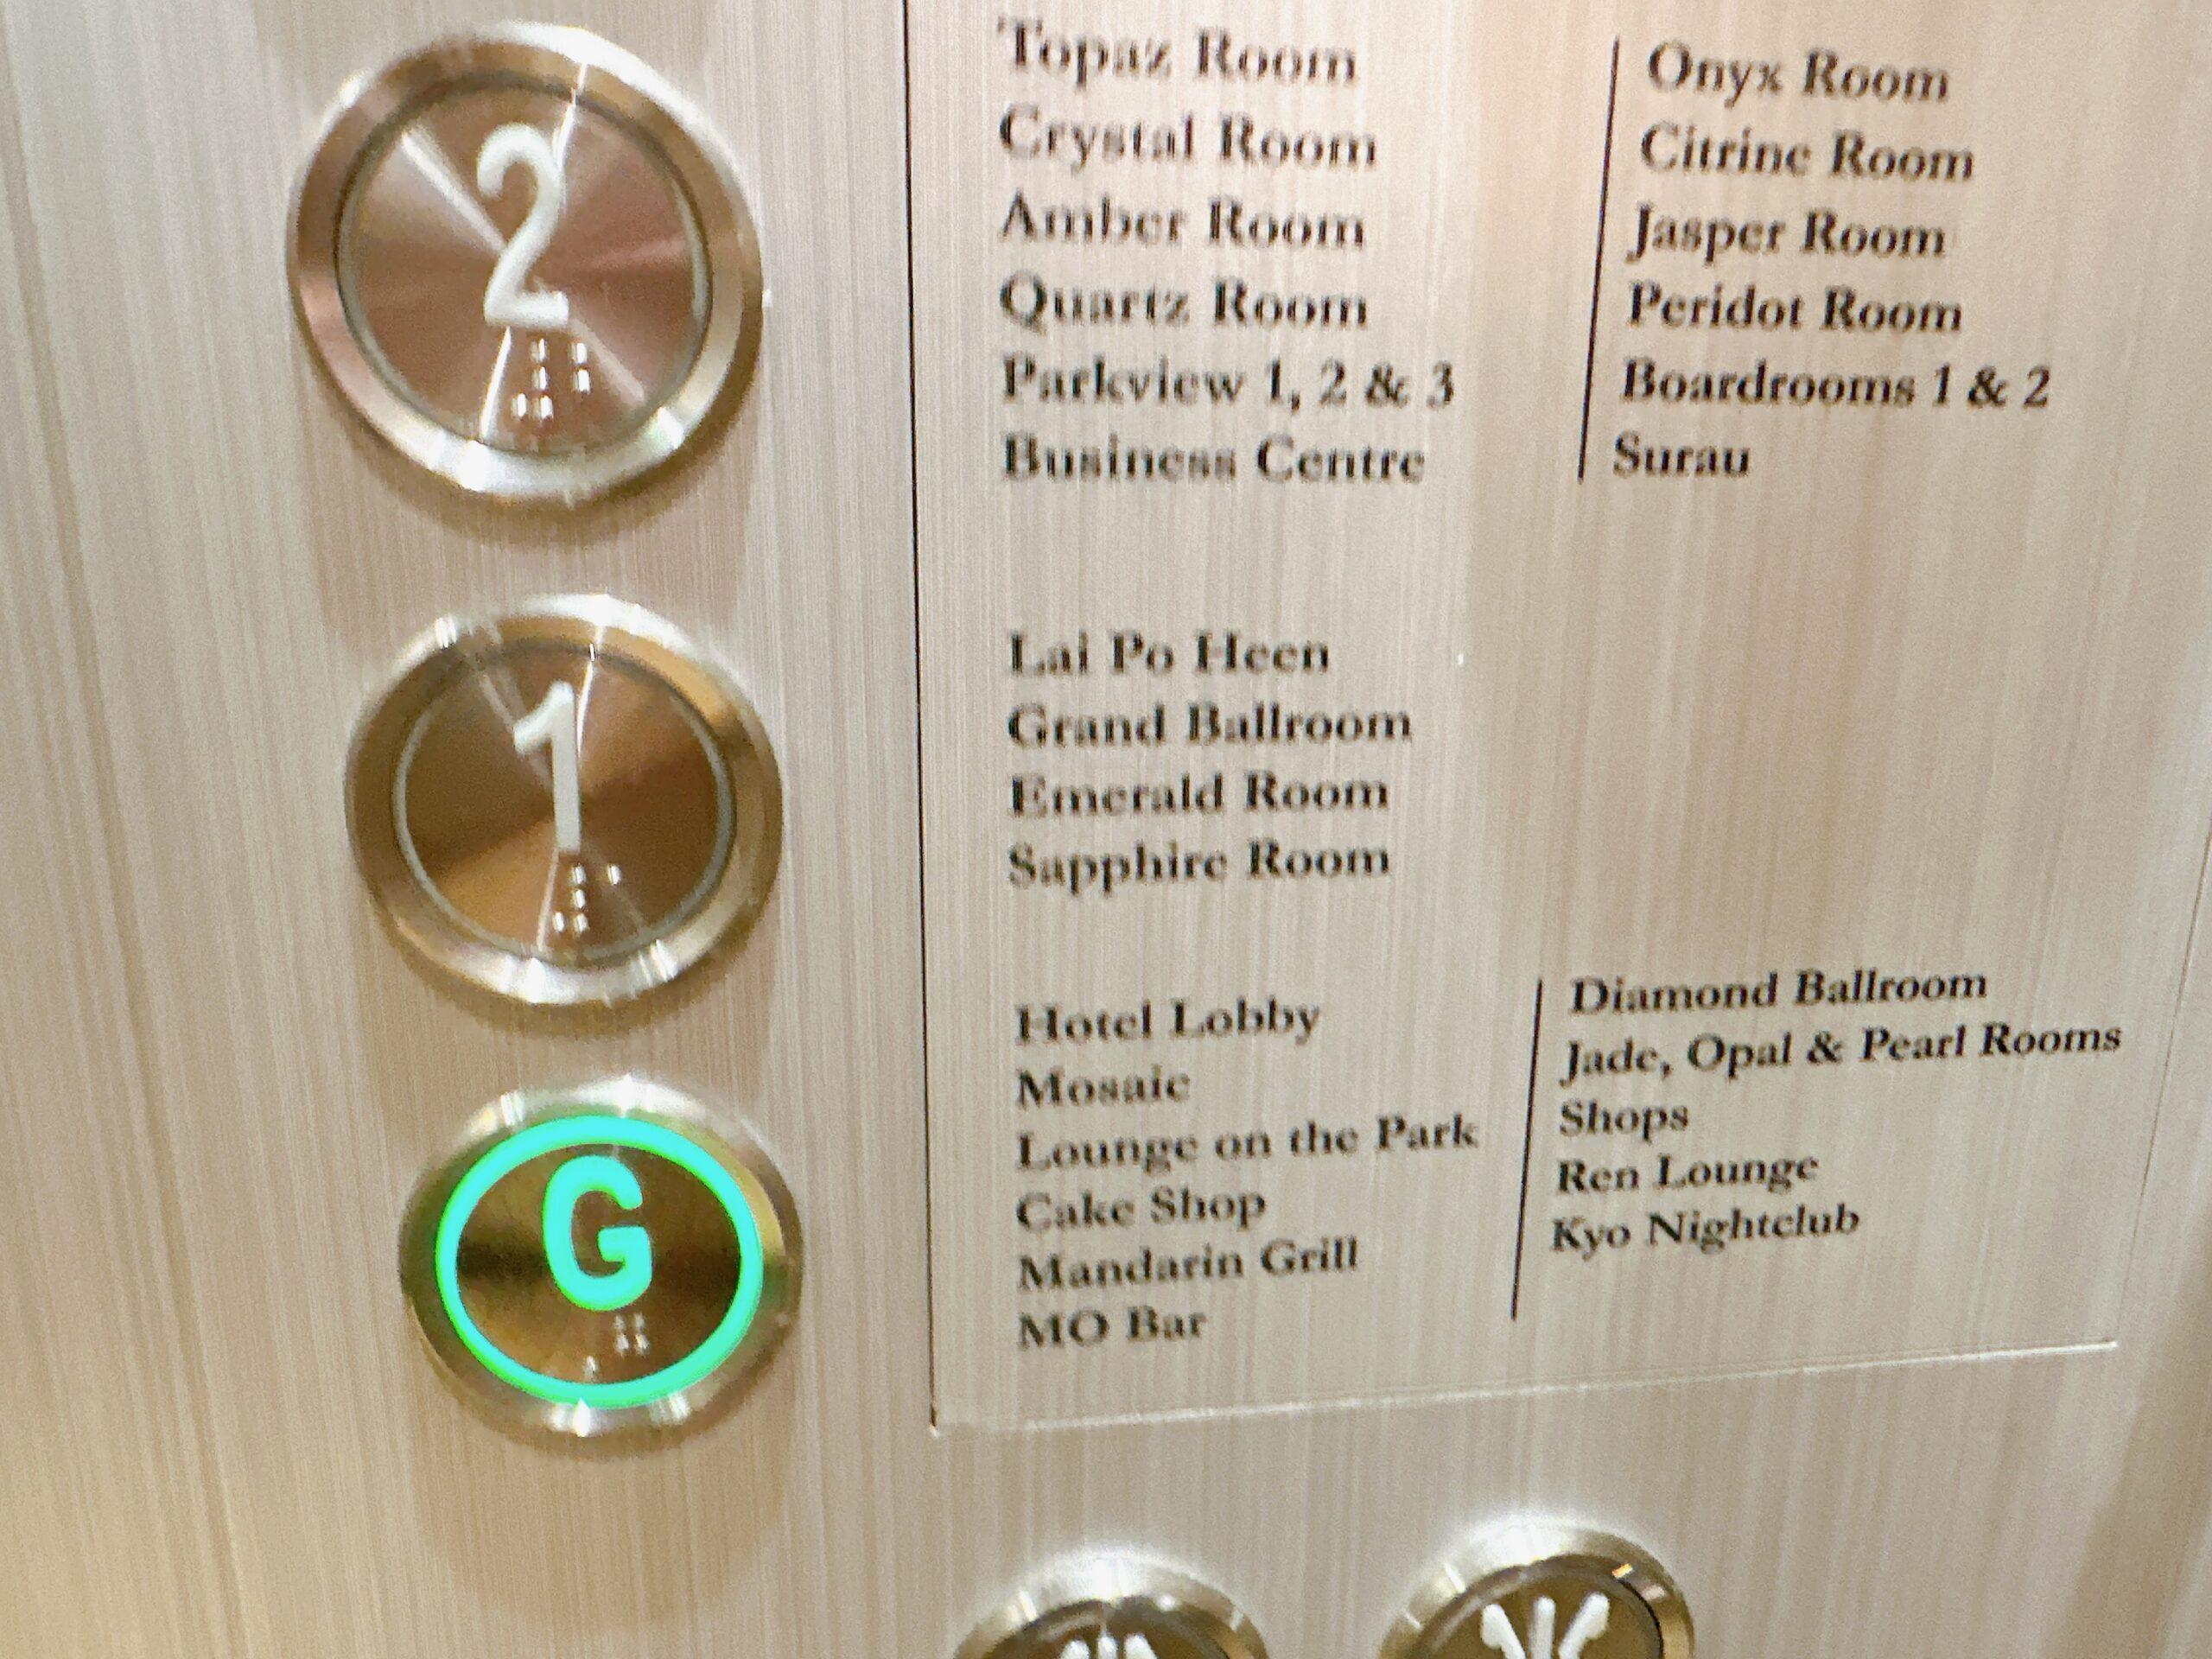 2
Topaz Room
Crystal Room
Amber Room
Quartz Room
Parkview 1, 2 & 3
Business Centre
Onyx Room
Citrine Room
Jasper Room
Peridot Room
Boardrooms 1 & 2
Surau
1
Lai Po Heen
Grand Ballroom
Emerald Room
Sapphire Room
G
Hotel Lobby
Mosaic
Lounge on the Park
Cake Shop
Mandarin Grill
MO Bar
Diamond Ballroom
Jade, Opal & Pearl Rooms
Shops
Ren Lounge
Kyo Nightclub